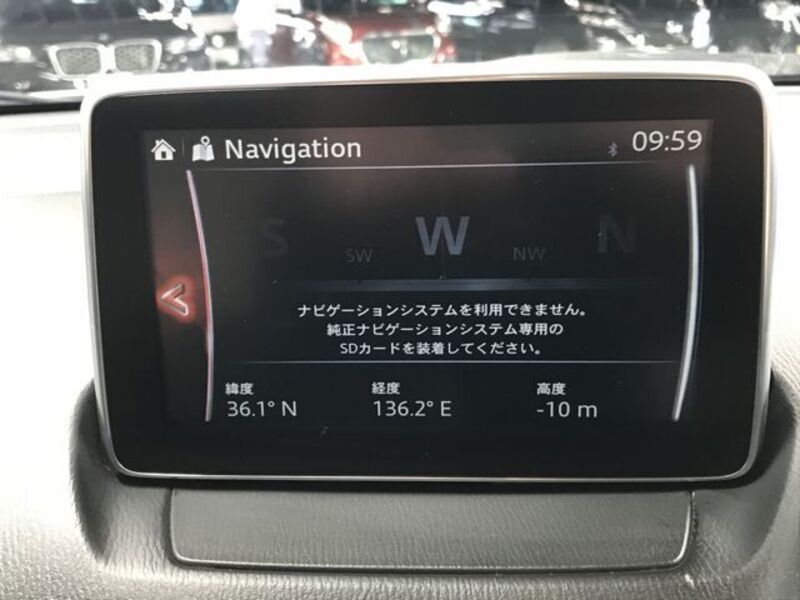 Navigation
09:59
S
SW
W
NW
N
ナビゲーションシステムを利用できません。
純正ナビゲーションシステム専用の
SDカードを装着してください。
緯度
経度
高度
36.1° N
136.2° E
-10 m